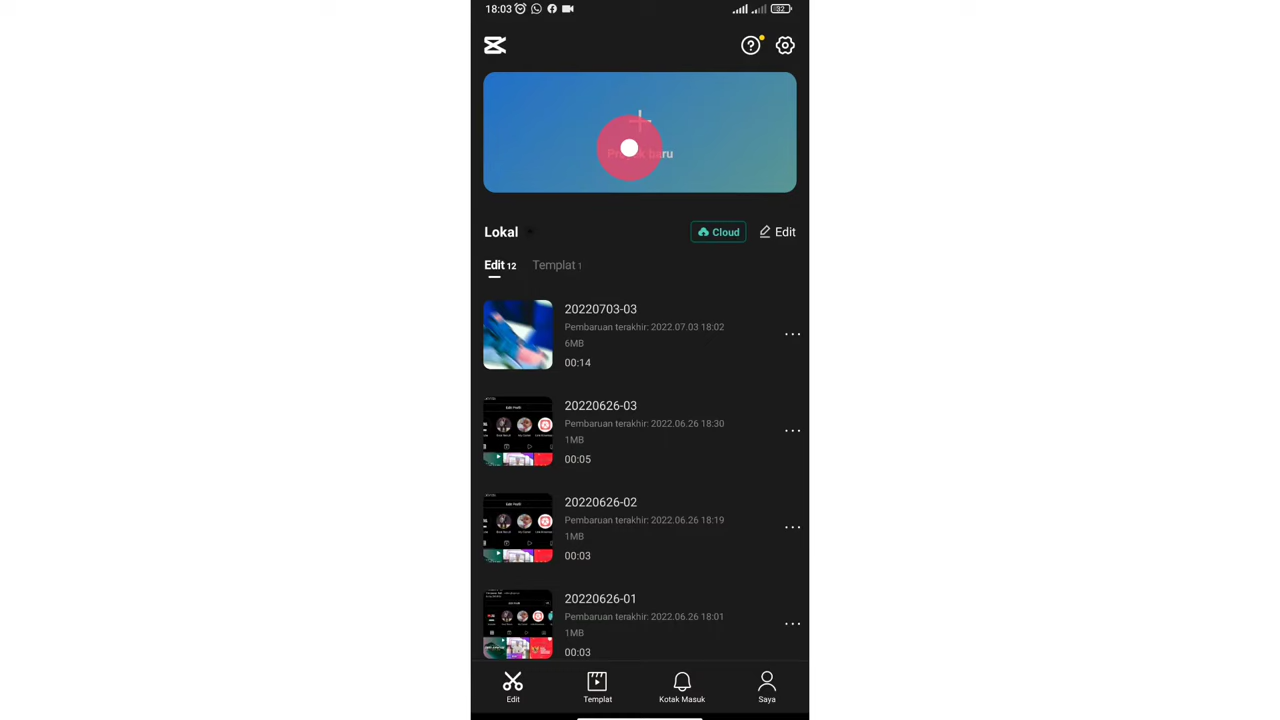 18:03
32
Proyek baru
Lokal
Cloud
Edit
Edit 12
Templat 1
20220703-03
Pembaruan terakhir: 2022.07.03 18:02
6MB
00:14
20220626-03
Pembaruan terakhir: 2022.06.26 18:30
1MB
00:05
20220626-02
Pembaruan terakhir: 2022.06.26 18:19
1MB
00:03
20220626-01
Pembaruan terakhir: 2022.06.26 18:01
1MB
00:03
Edit
Templat
Kotak Masuk
Saya